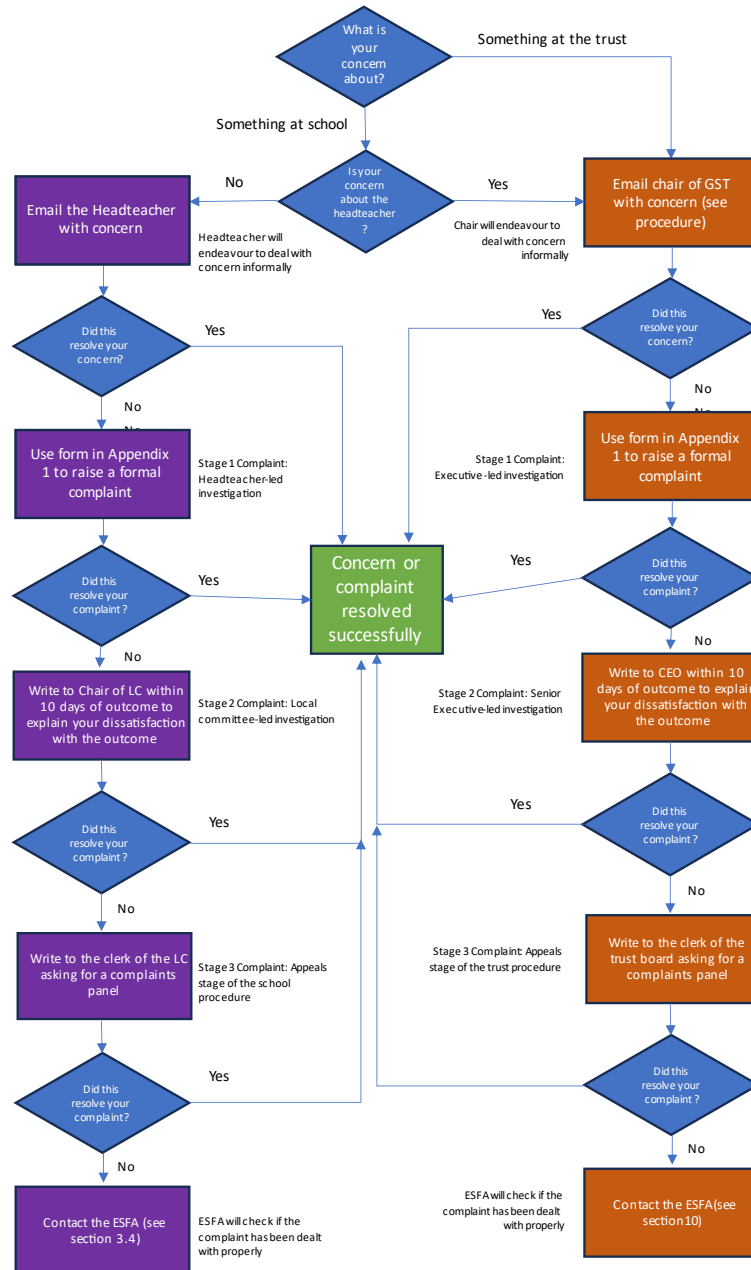 What is
your
concern
about?
Something at the trust
Something at school
Is your
concern
about the
headteacher
?
No
Yes
Email the Headteacher
with concern
Email chair of GST
with concern (see
procedure)
Headteacher will
endeavour to deal with
concern informally
Chair will endeavour to
deal with concern
informally
Did this
resolve your
concern?
Yes
Did this
resolve your
concern?
Yes
No
No
No
No
Use form in Appendix
1 to raise a formal
complaint
Stage 1 Complaint:
Headteacher-led
investigation
Use form in Appendix
1 to raise a formal
complaint
Stage 1 Complaint:
Executive-led investigation
Concern or
complaint
resolved
successfully
Did this
resolve your
complaint ?
Yes
Did this
resolve your
complaint ?
Yes
No
No
Write to Chair of LC within
10 days of outcome to
explain your dissatisfaction
with the outcome
Stage 2 Complaint: Local
committee-led investigation
Write to CEO within 10
days of outcome to explain
your dissatisfaction with
the outcome
Stage 2 Complaint: Senior
Executive-led investigation
Did this
resolve your
complaint ?
Yes
Did this
resolve your
complaint ?
Yes
No
No
Write to the clerk of the LC
asking for a complaints
panel
Stage 3 Complaint: Appeals
stage of the school
procedure
Write to the clerk of the
trust board asking for a
complaints panel
Stage 3 Complaint: Appeals
stage of the trust procedure
Did this
resolve your
complaint?
Yes
Did this
resolve your
complaint ?
Yes
No
No
Contact the ESFA (see
section 3.4)
ESFA will check if the
complaint has been dealt
with properly
Contact the ESFA(see
section10)
ESFA will check if the
complaint has been dealt
with properly